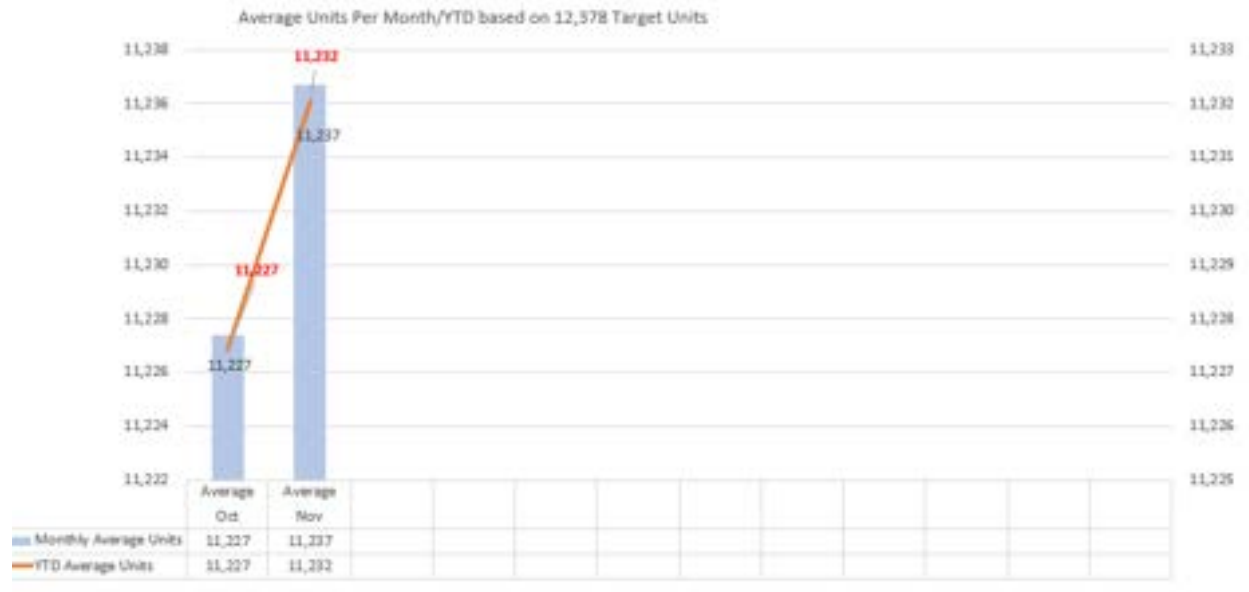 Average Units Per Month/YTD based on 12,378 Target Units
11,238 11,233
11,232
11,236 11,232
11,237
11,234 11,231
11,232 11,230
11,230 11,227 11,229
11,228 11,228
11,227
11,226 11,227
11,224 11,226
11,222 11,225
Average Average
Oct Nov
Monthly Average Units 11,227 11,237
YTD Average Units 11,227 11,232